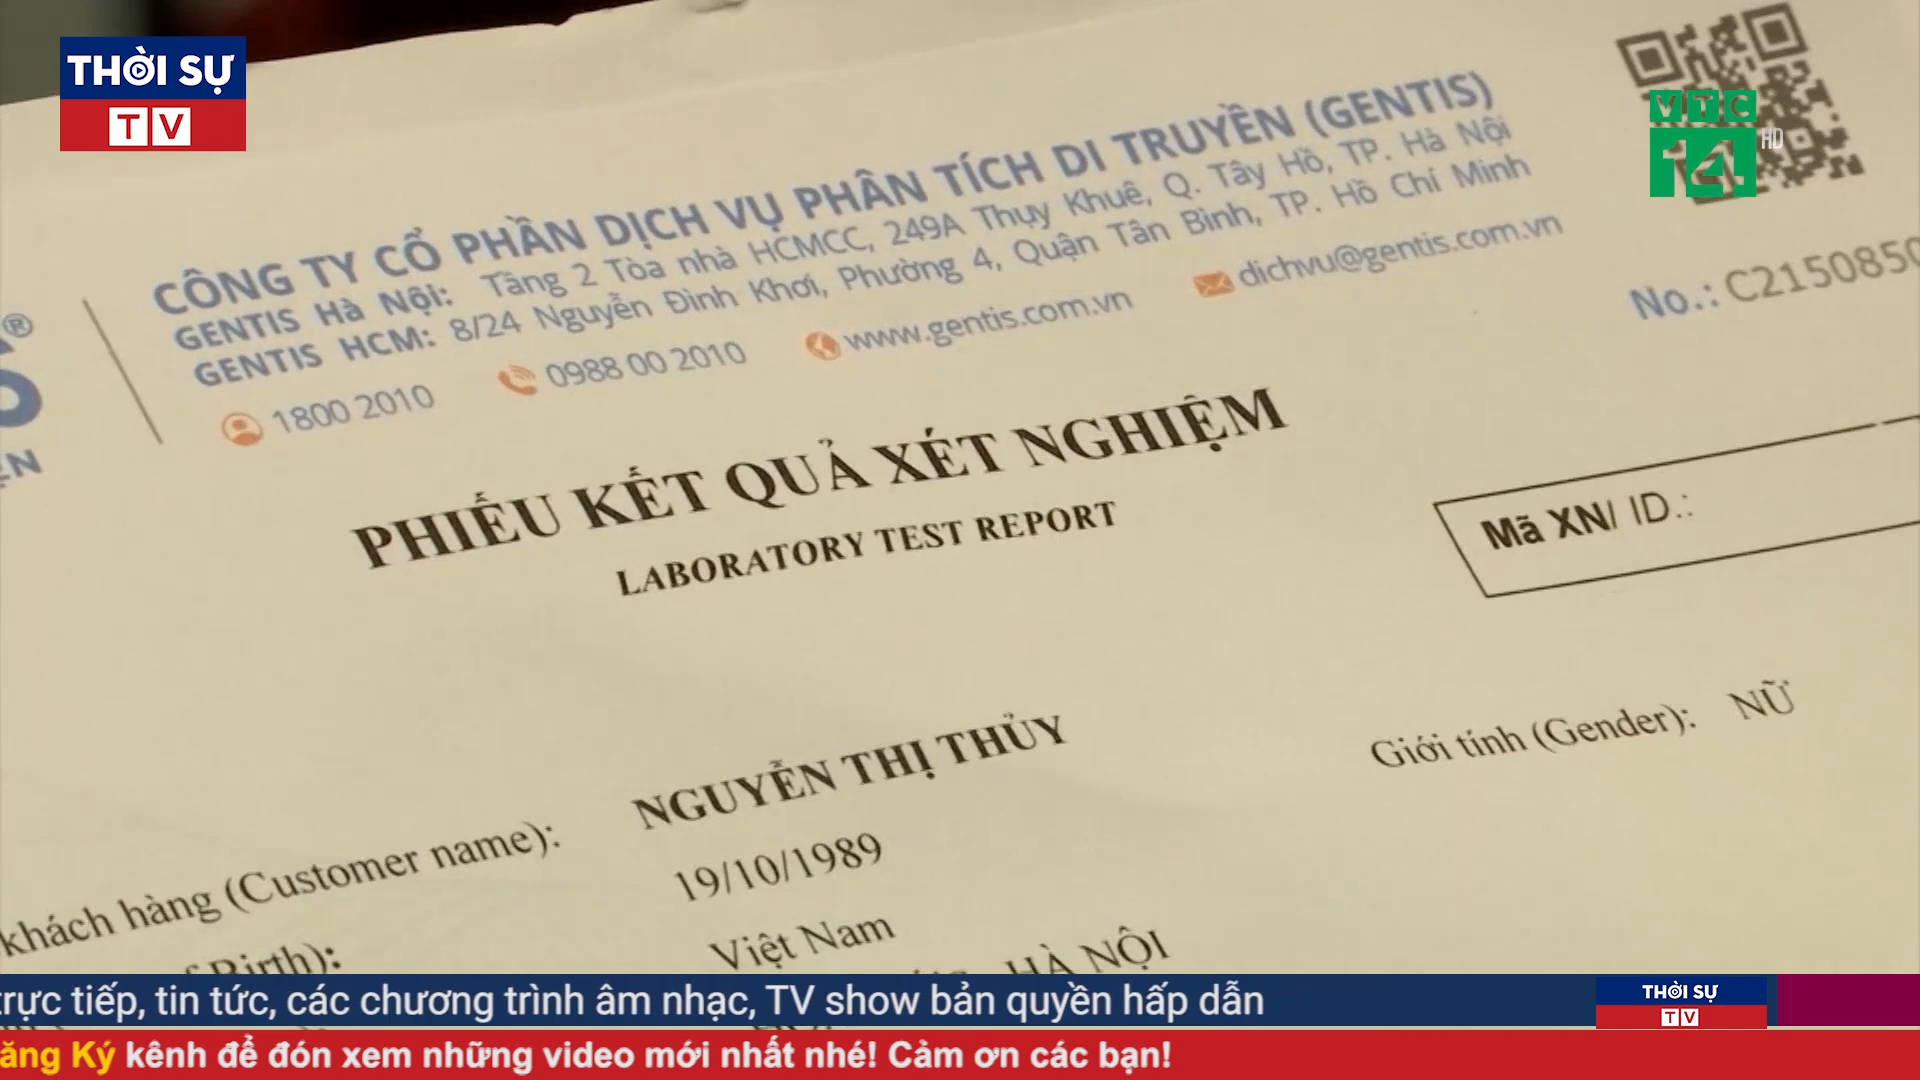 THỜI SỰ
TV
VTC
14 HD
CÔNG TY CỔ PHẦN DỊCH VỤ PHÂN TÍCH DI TRUYỀN (GENTIS)
GENTIS Hà Nội: Tầng 2 Tòa nhà HCMCC, 249A Thụy Khuê, Q. Tây Hồ, TP. Hà Nội
GENTIS HCM: 8/24 Nguyễn Đình Khơi, Phường 4, Quận Tân Bình, TP. Hồ Chí Minh
1800 2010 0988 00 2010 www.gentis.com.vn dichvu@gentis.com.vn
No.: C2150850
PHIẾU KẾT QUẢ XÉT NGHIỆM
LABORATORY TEST REPORT
Mã XN/ ID.:
khách hàng (Customer name): NGUYỄN THỊ THỦY Giới tính (Gender): NỮ
Birth): 19/10/1989
Việt Nam
HÀ NỘI
trực tiếp, tin tức, các chương trình âm nhạc, TV show bản quyền hấp dẫn
THỜI SỰ
TV
ăng Ký kênh để đón xem những video mới nhất nhé! Cảm ơn các bạn!